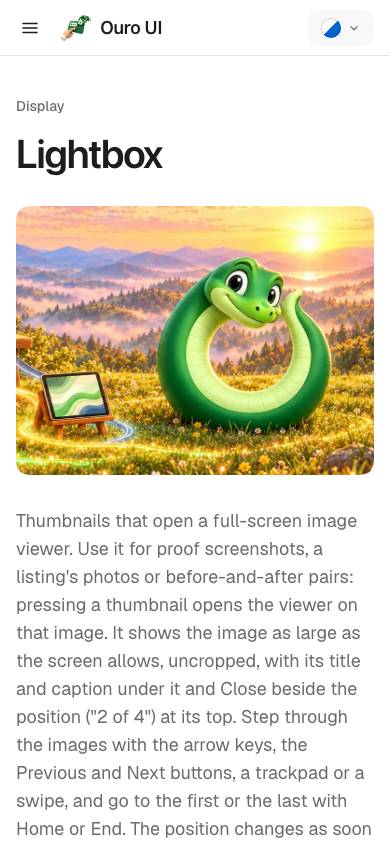 Ouro UI
Display
Lightbox
Thumbnails that open a full-screen image
viewer. Use it for proof screenshots, a
listing's photos or before-and-after pairs:
pressing a thumbnail opens the viewer on
that image. It shows the image as large as
the screen allows, uncropped, with its title
and caption under it and Close beside the
position ("2 of 4") at its top. Step through
the images with the arrow keys, the
Previous and Next buttons, a trackpad or a
swipe, and go to the first or the last with
Home or End. The position changes as soon